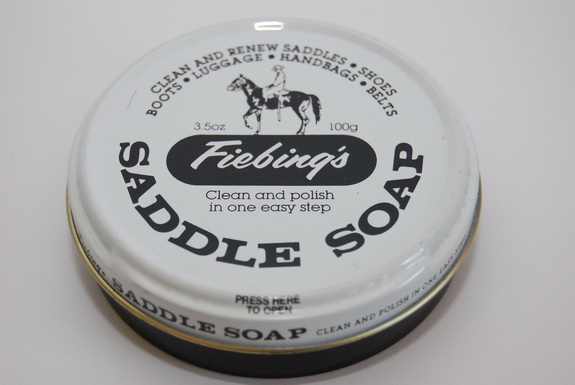 CLEAN AND RENEW SADDLES • SHOES
BOOTS • LUGGAGE • HANDBAGS • BELTS
3.5oz 100g
Fiebing's
Clean and polish
in one easy step
SADDLE SOAP
PRESS HERE
TO OPEN
SADDLE SOAP CLEAN AND POLISH IN ONE EASY